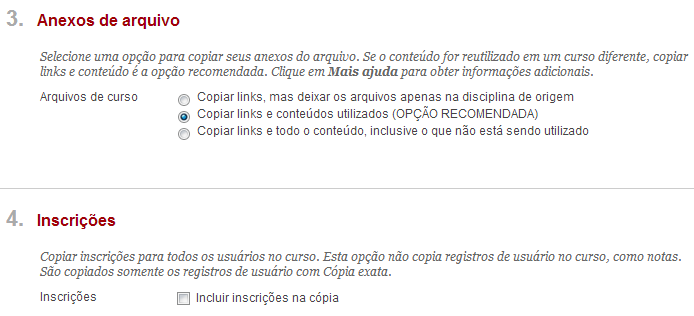 3. Anexos de arquivo
Selecione uma opção para copiar seus anexos do arquivo. Se o conteúdo for reutilizado em um curso diferente, copiar
links e conteúdo é a opção recomendada. Clique em Mais ajuda para obter informações adicionais.
Arquivos de curso
Copiar links, mas deixar os arquivos apenas na disciplina de origem
Copiar links e conteúdos utilizados (OPÇÃO RECOMENDADA)
Copiar links e todo o conteúdo, inclusive o que não está sendo utilizado
4. Inscrições
Copiar inscrições para todos os usuários no curso. Esta opção não copia registros de usuário no curso, como notas.
São copiados somente os registros de usuário com Cópia exata.
Inscrições
Incluir inscrições na cópia